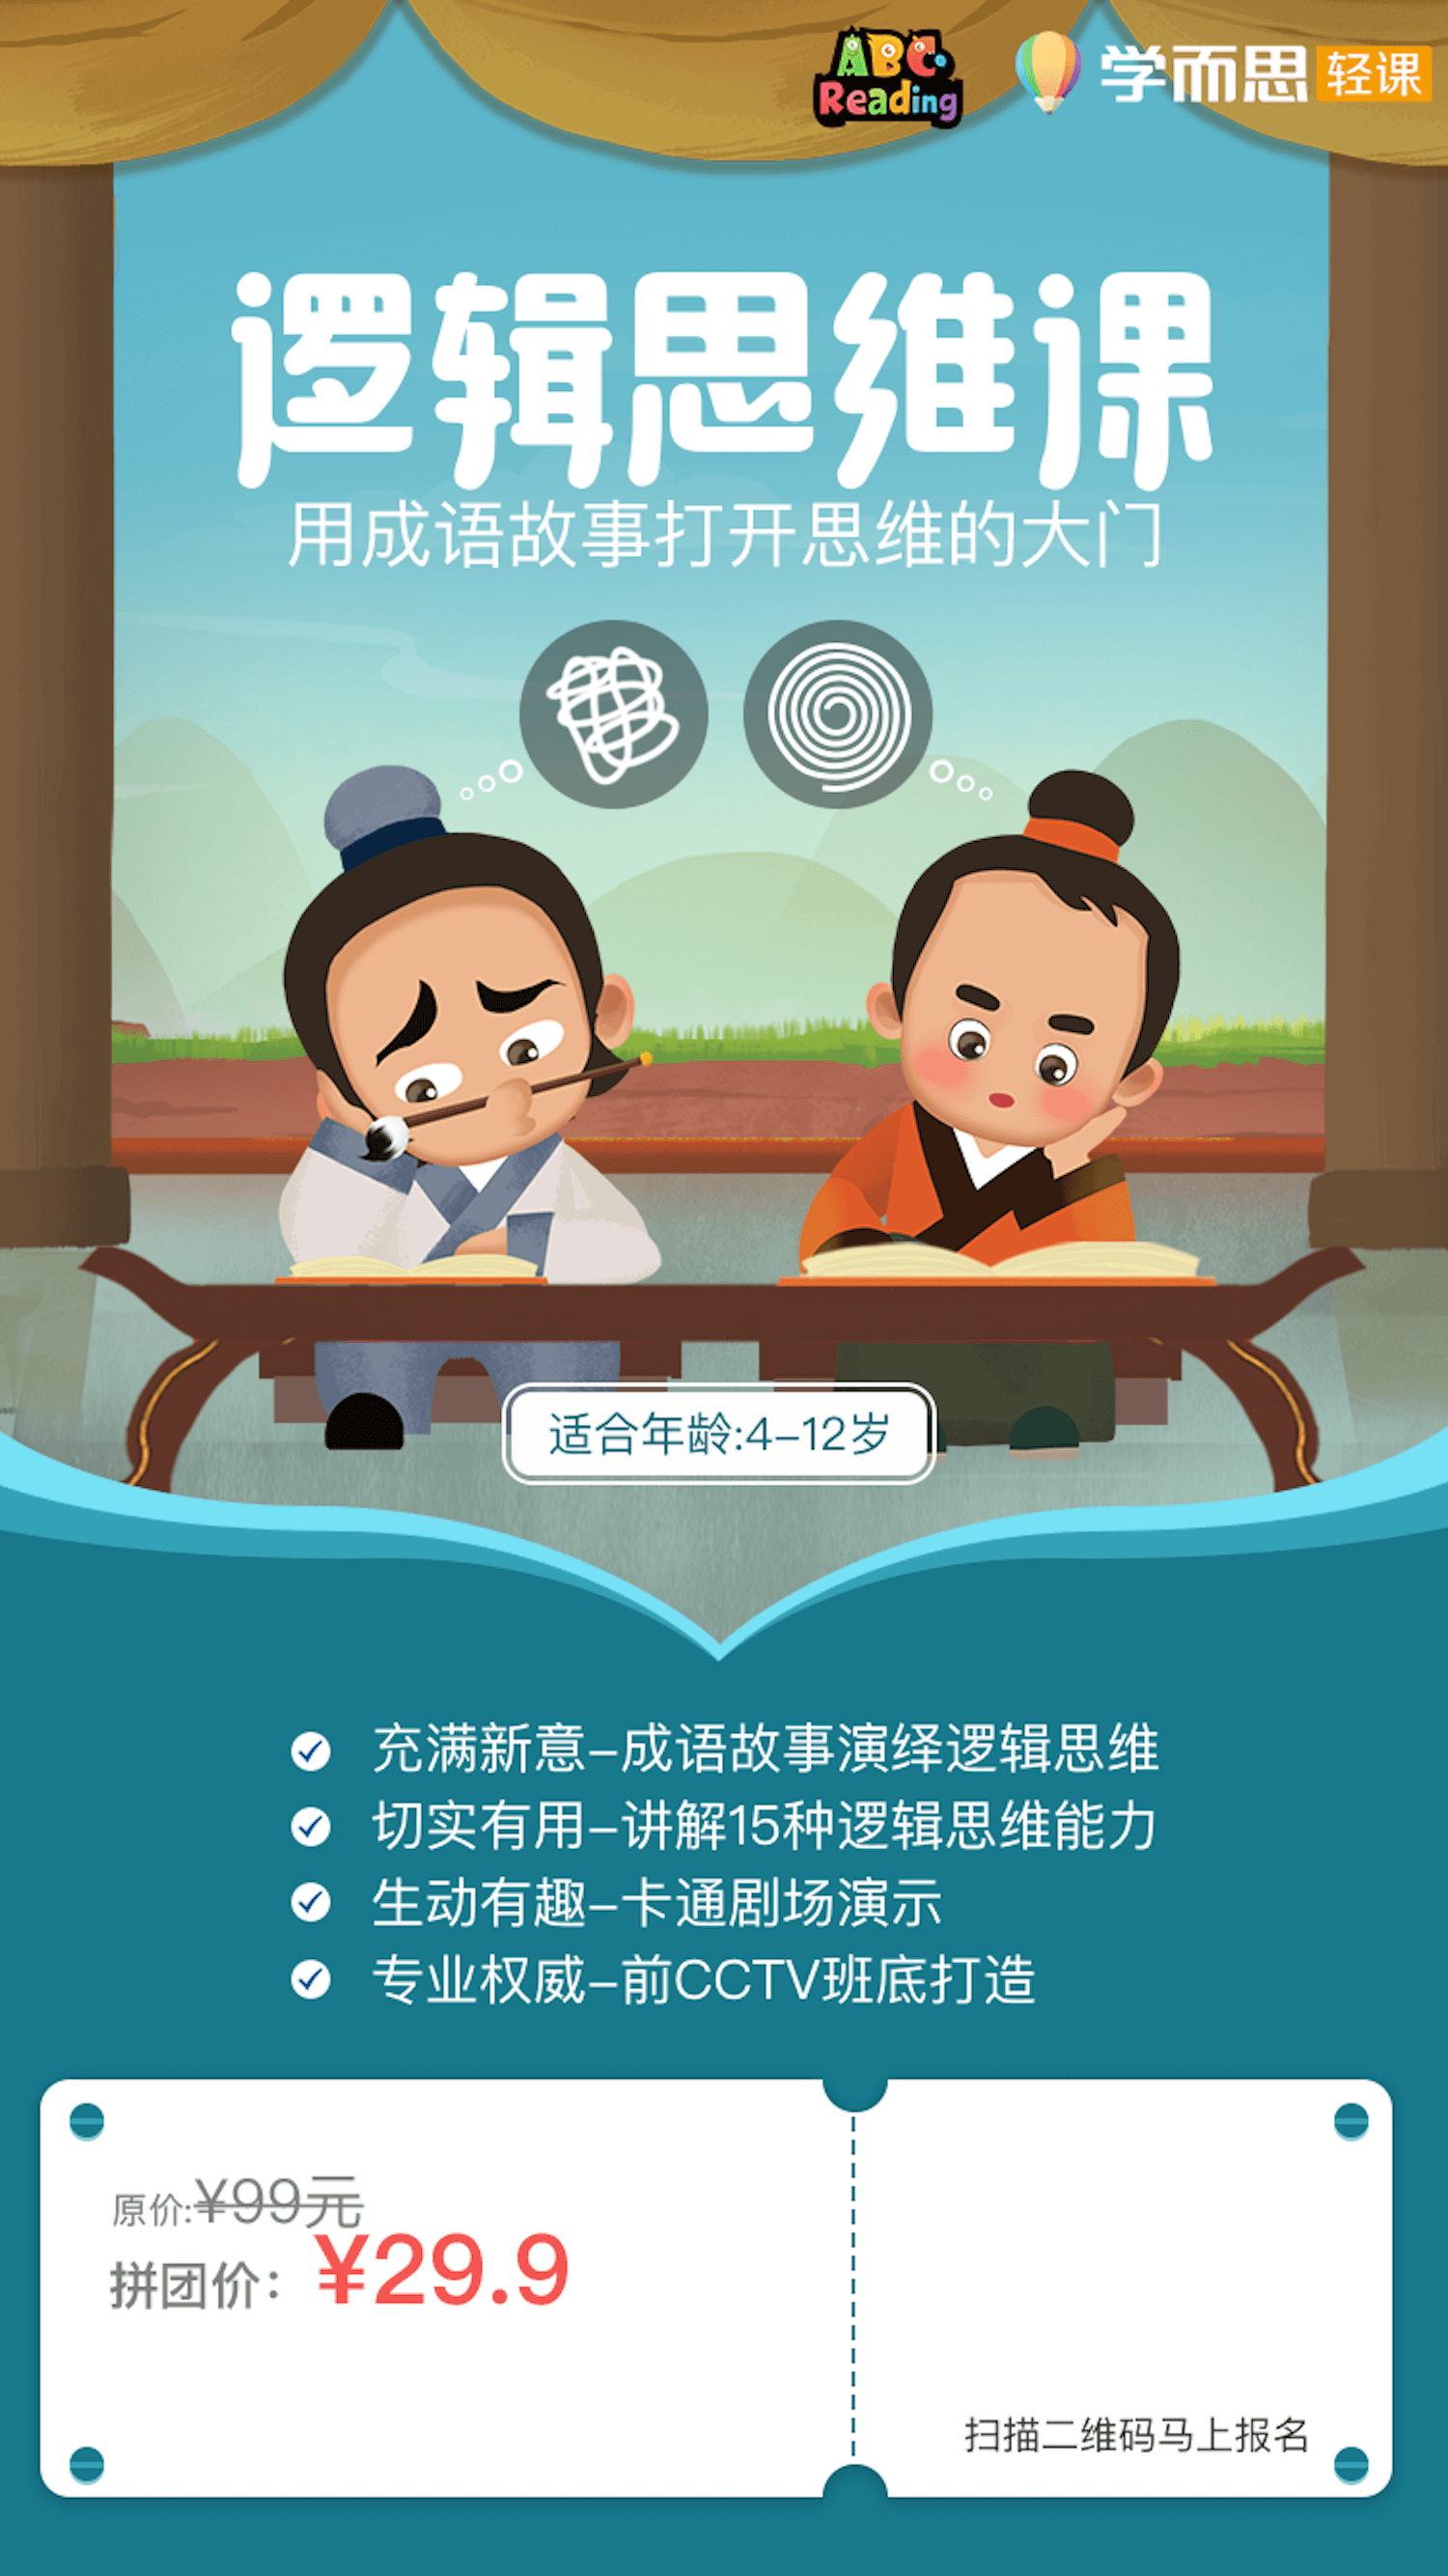 ABC Reading 学而思轻课
逻辑思维课
用成语故事打开思维的大门
适合年龄:4-12岁
充满新意-成语故事演绎逻辑思维
切实有用-讲解15种逻辑思维能力
生动有趣-卡通剧场演示
专业权威-前CCTV班底打造
原价:¥99元
拼团价：¥29.9
扫描二维码马上报名